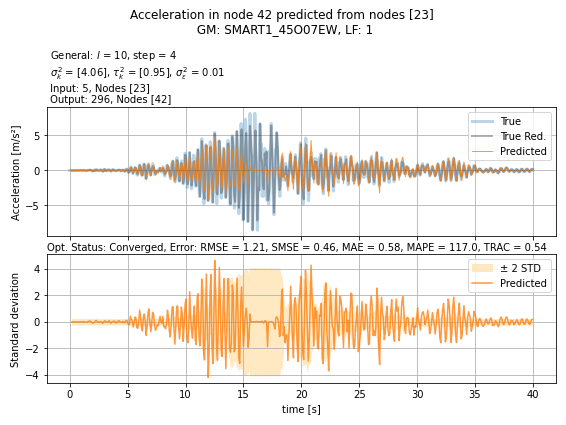 Acceleration in node 42 predicted from nodes [23]
GM: SMART1_45O07EW, LF: 1
General: l = 10, step = 4
σ²ₖ = [4.06], τ²ₖ = [0.95], σ²ε = 0.01
Input: 5, Nodes [23]
Output: 296, Nodes [42]
Acceleration [m/s²]
5
0
−5
True
True Red.
Predicted
Opt. Status: Converged, Error: RMSE = 1.21, SMSE = 0.46, MAE = 0.58, MAPE = 117.0, TRAC = 0.54
Standard deviation
4
2
0
−2
−4
± 2 STD
Predicted
0 5 10 15 20 25 30 35 40
time [s]